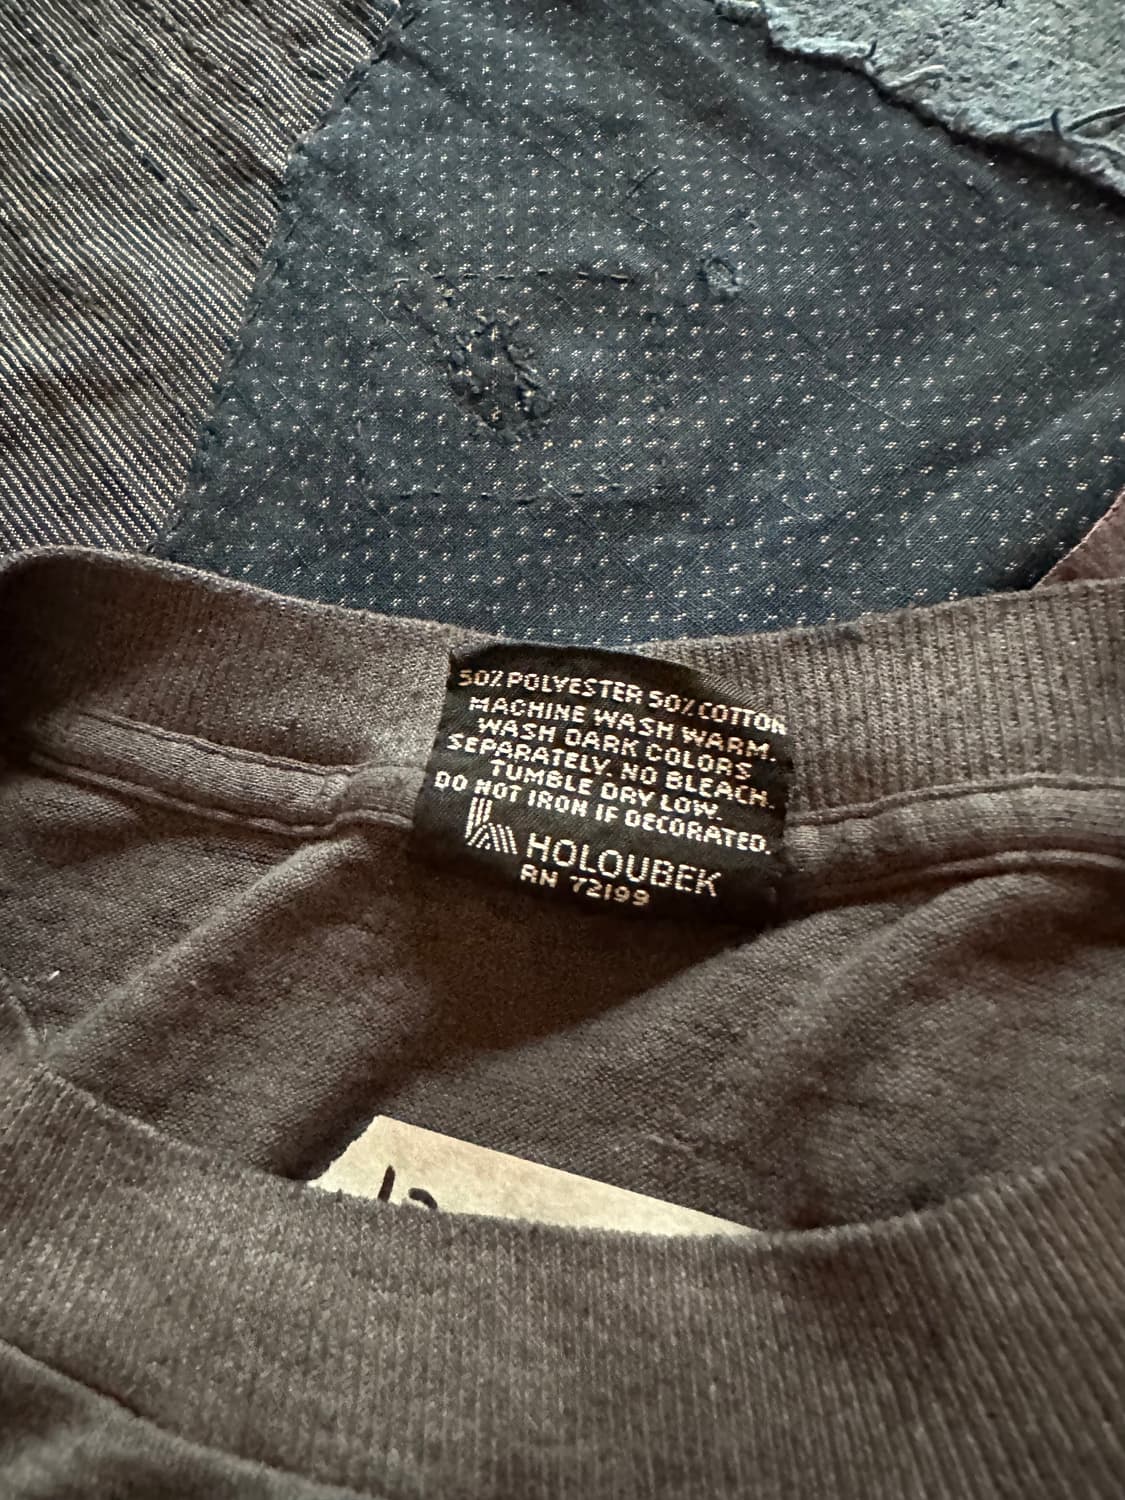 50% POLYESTER 50% COTTON
MACHINE WASH WARM.
WASH DARK COLORS
SEPARATELY. NO BLEACH.
TUMBLE DRY LOW.
DO NOT IRON IF DECORATED.
HOLOUBEK
RN 72199